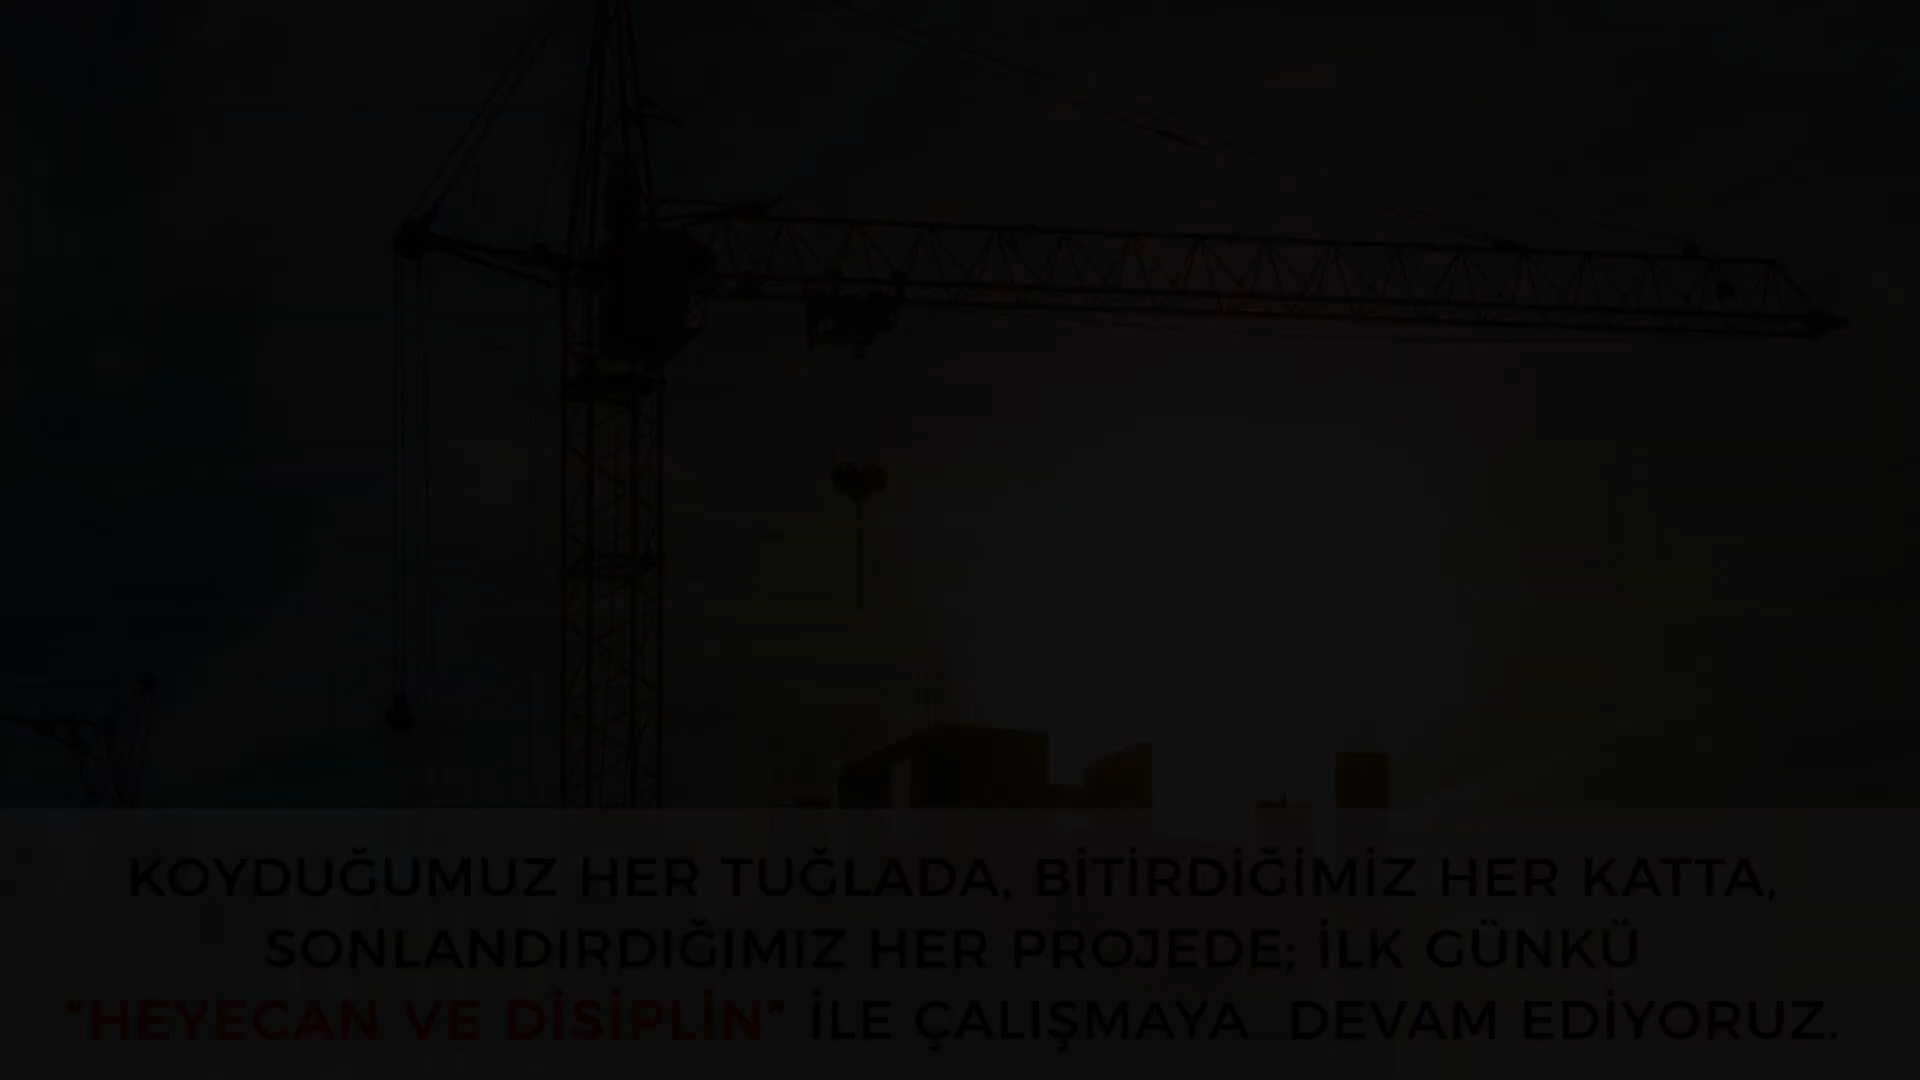 KOYDUĞUMUZ HER TUĞLADA, BİTİRDİĞİMİZ HER KATTA,
SONLANDIRDIĞIMIZ HER PROJEDE; İLK GÜNKÜ
“HEYECAN VE DİSİPLİN” İLE ÇALIŞMAYA DEVAM EDİYORUZ.